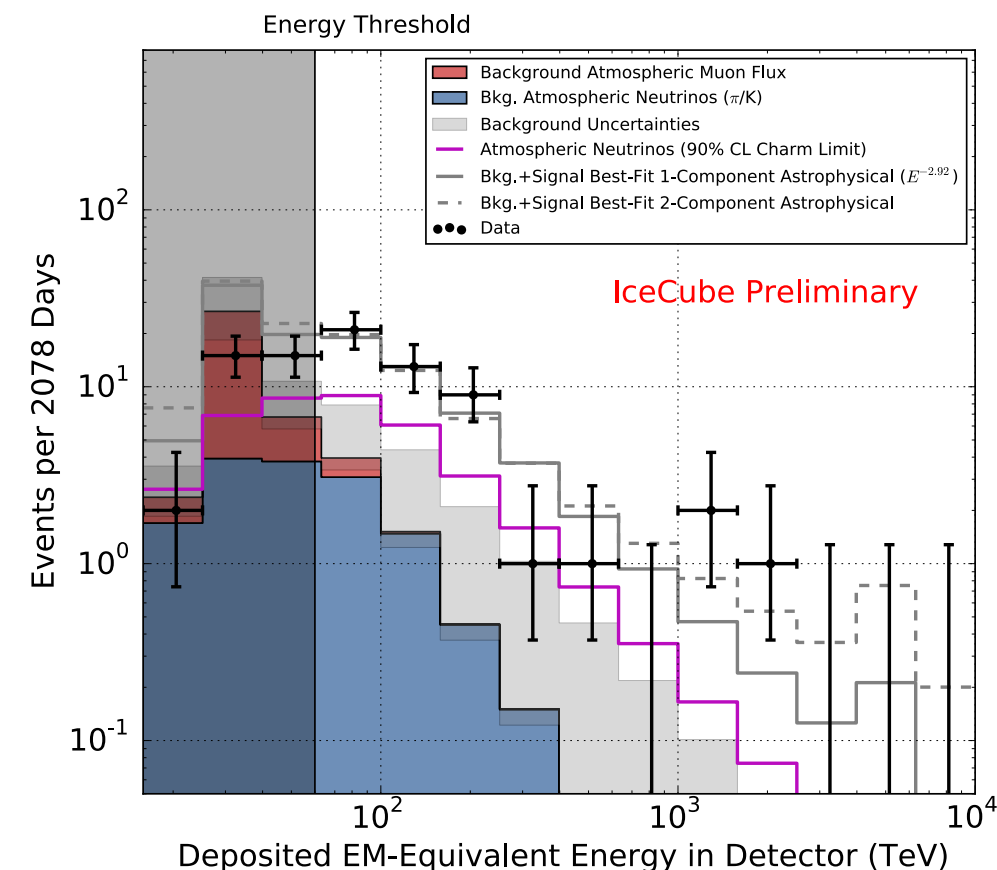 Energy Threshold
Background Atmospheric Muon Flux
Bkg. Atmospheric Neutrinos (π/K)
Background Uncertainties
Atmospheric Neutrinos (90% CL Charm Limit)
Bkg.+Signal Best-Fit 1-Component Astrophysical (E^{-2.92})
Bkg.+Signal Best-Fit 2-Component Astrophysical
Data
IceCube Preliminary
Events per 2078 Days
10^2
10^1
10^0
10^-1
10^2 10^3 10^4
Deposited EM-Equivalent Energy in Detector (TeV)